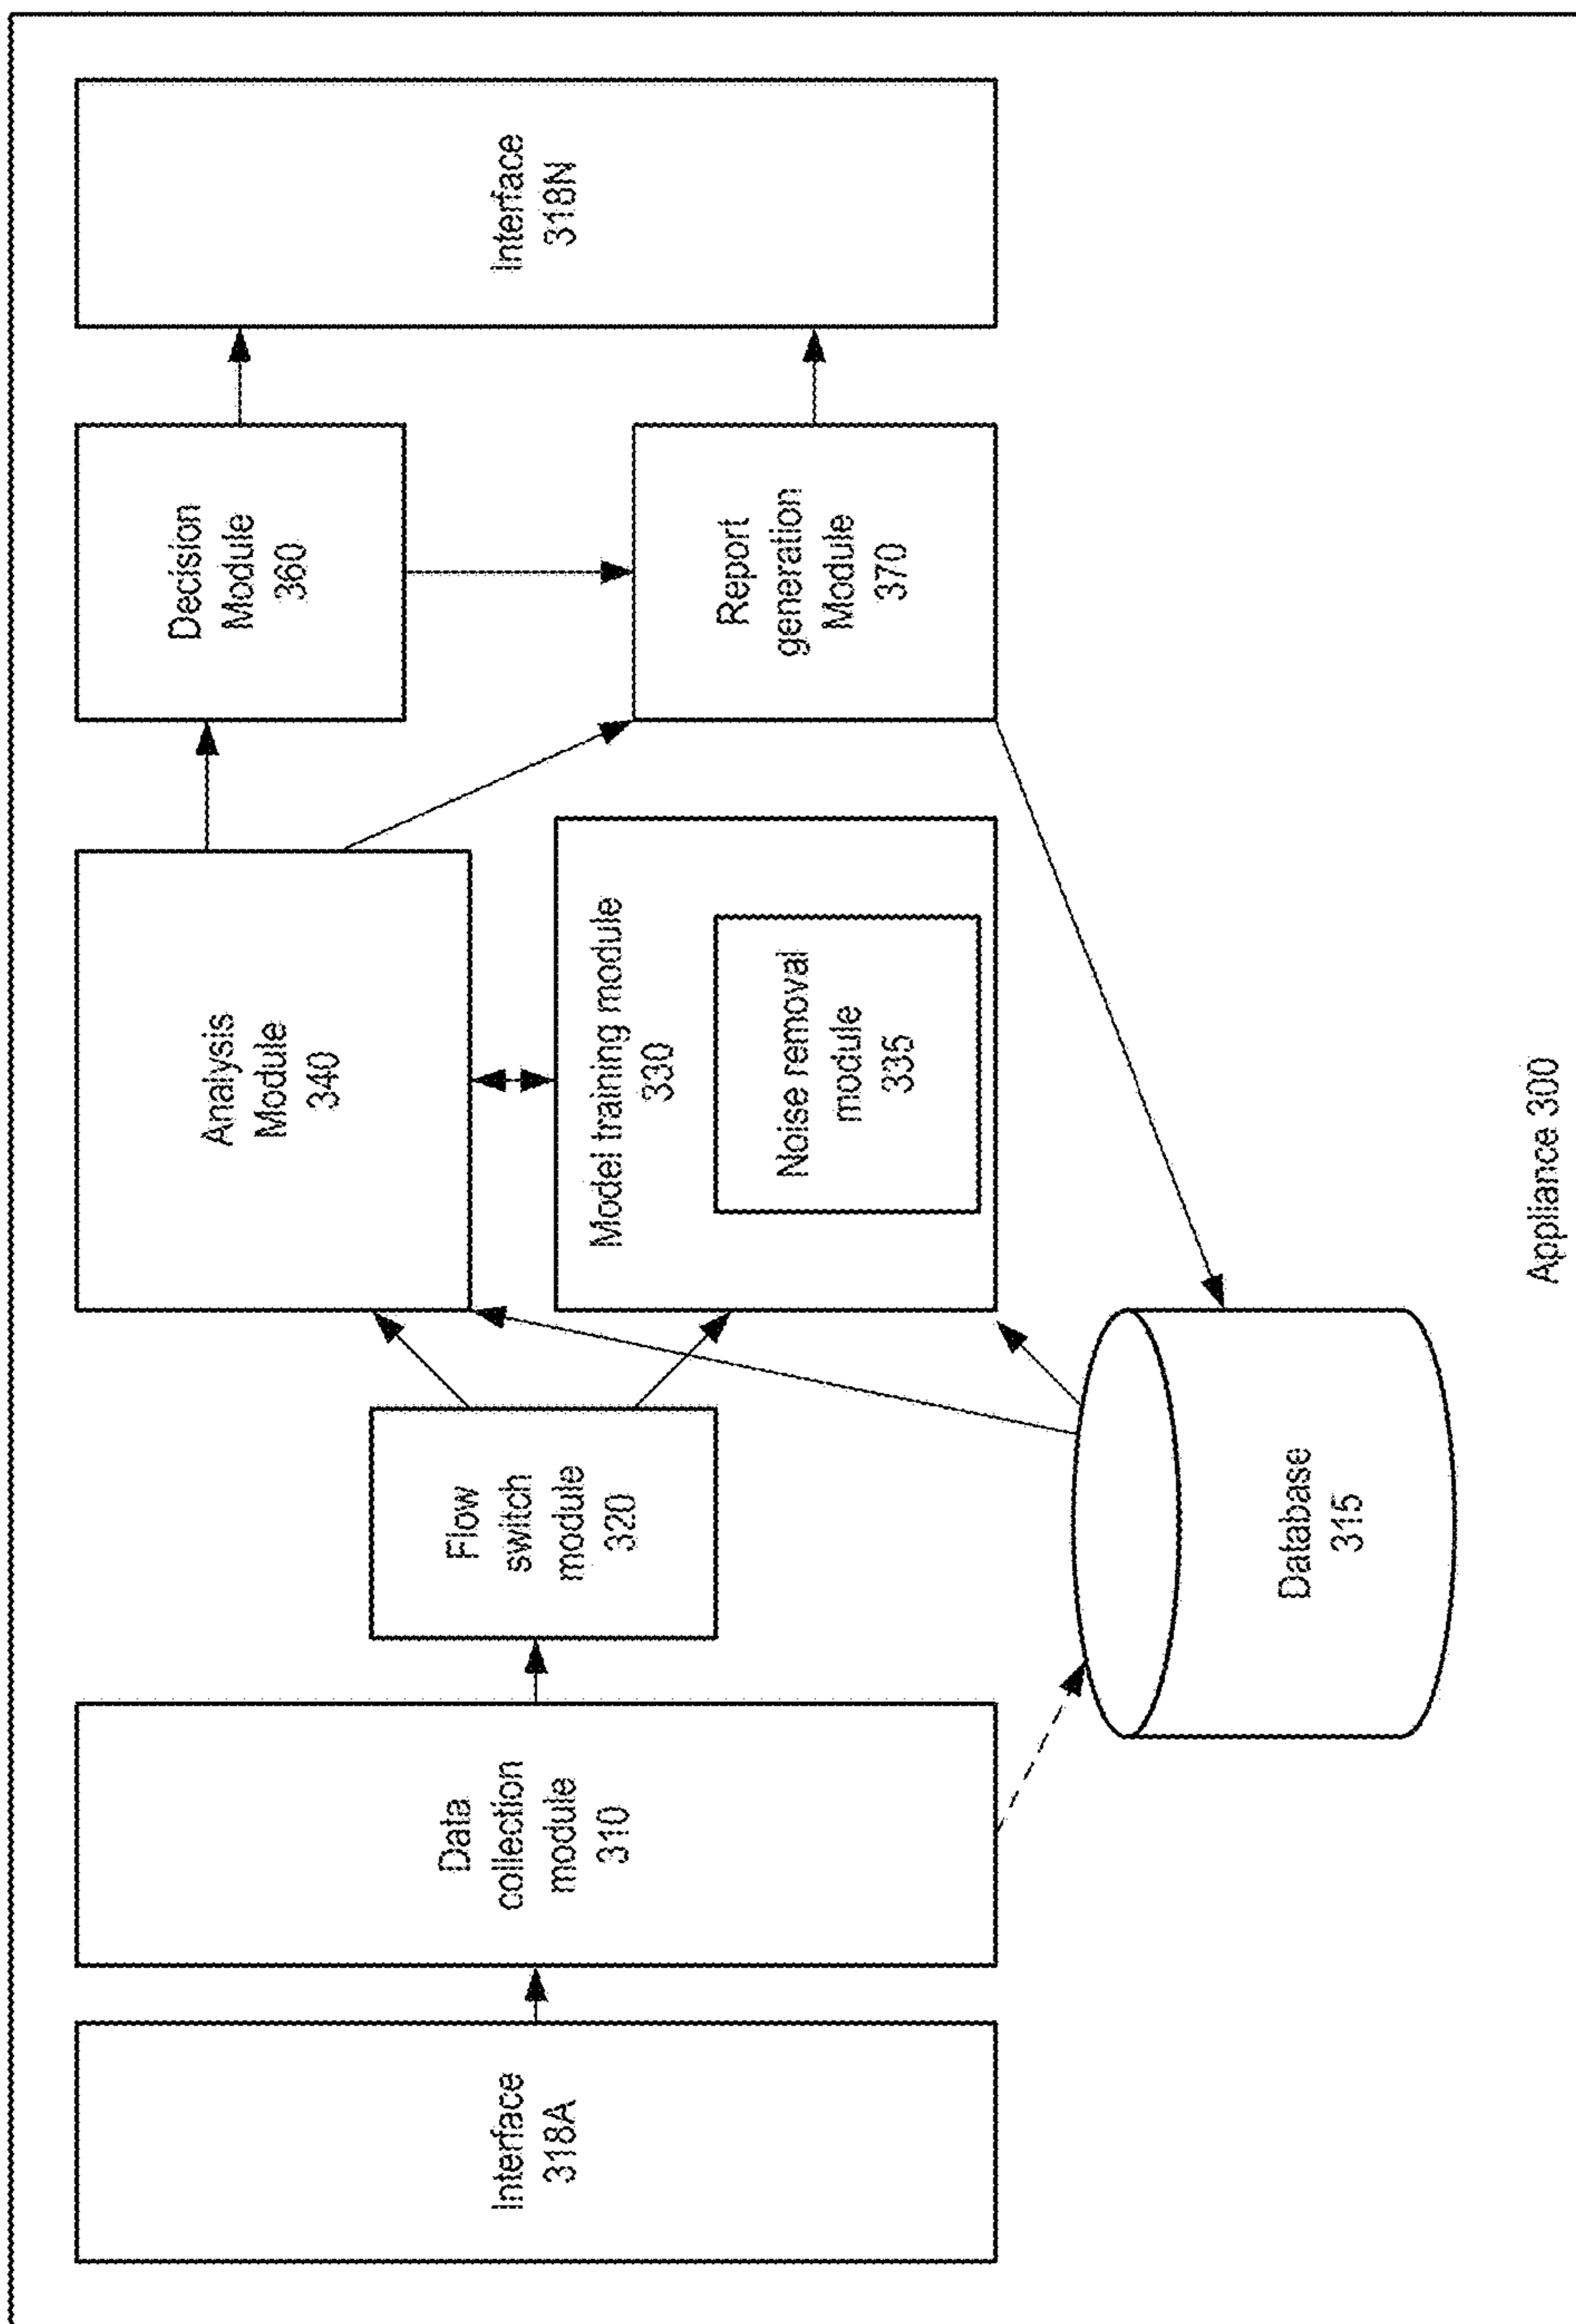 Interface
318A
Data
collection
module
310
Flow
switch
module
320
Analysis
Module
340
Model training module
330
Noise removal
module
335
Decision
Module
360
Report
generation
Module
370
Interface
318N
Database
315
Appliance 300